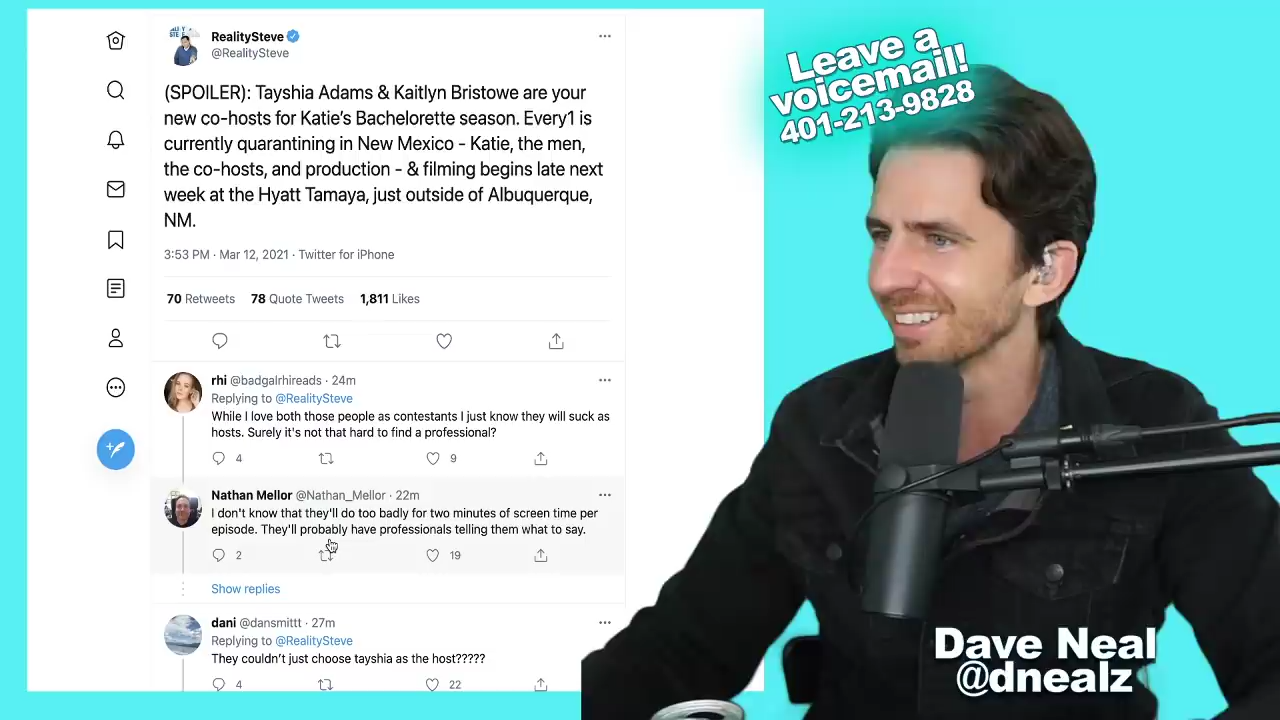 RealitySteve
@RealitySteve
(SPOILER): Tayshia Adams & Kaitlyn Bristowe are your
new co-hosts for Katie's Bachelorette season. Every1 is
currently quarantining in New Mexico - Katie, the men,
the co-hosts, and production - & filming begins late next
week at the Hyatt Tamaya, just outside of Albuquerque,
NM.
3:53 PM · Mar 12, 2021 · Twitter for iPhone
70 Retweets 78 Quote Tweets 1,811 Likes
rhi @badgalrhireads · 24m
Replying to @RealitySteve
While I love both those people as contestants I just know they will suck as
hosts. Surely it's not that hard to find a professional?
4 9
Nathan Mellor @Nathan_Mellor · 22m
I don't know that they'll do too badly for two minutes of screen time per
episode. They'll probably have professionals telling them what to say.
2 19
Show replies
dani @dansmittt · 27m
Replying to @RealitySteve
They couldn't just choose tayshia as the host?????
4 22
Leave a
voicemail!
401-213-9828
Dave Neal
@dnealz